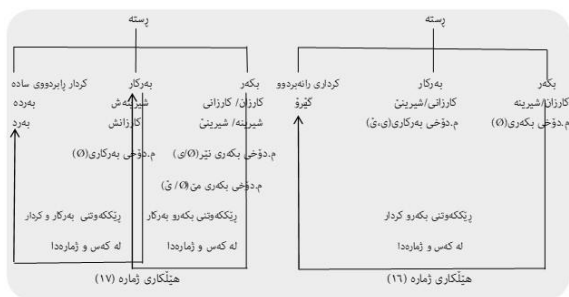 ڕستە
بکەر
بەرکار
کرداری رانەبردوو
کارزان/شیرینە
کارزانی/شیرینێ
کێرۆ
م.دۆخی بکەری(Ø)
م.دۆخی بەرکاری(ی،ێ)
ڕێککەوتنی بکەرو کردار
لە کەس و ژمارەدا
هێڵکاری ژمارە (١٦)
ڕستە
بکەر
بەرکار
کردار ڕابردووی سادە
کارزان/ کارزانی
شیرینەش
بەردە
شیرینە/ شیرینێ
کارزانش
بەرد
م.دۆخی بکەری نێر(Ø/ی)
م.دۆخی بەرکاری(Ø)
م.دۆخی بکەری مێ(Ø/ ێ)
ڕێککەوتنی بکەرو بەرکار
ڕێککەوتنی بەرکار و کردار
لە کەس و ژمارەدا
لە کەس و ژمارەدا
هێڵکاری ژمارە (١٧)